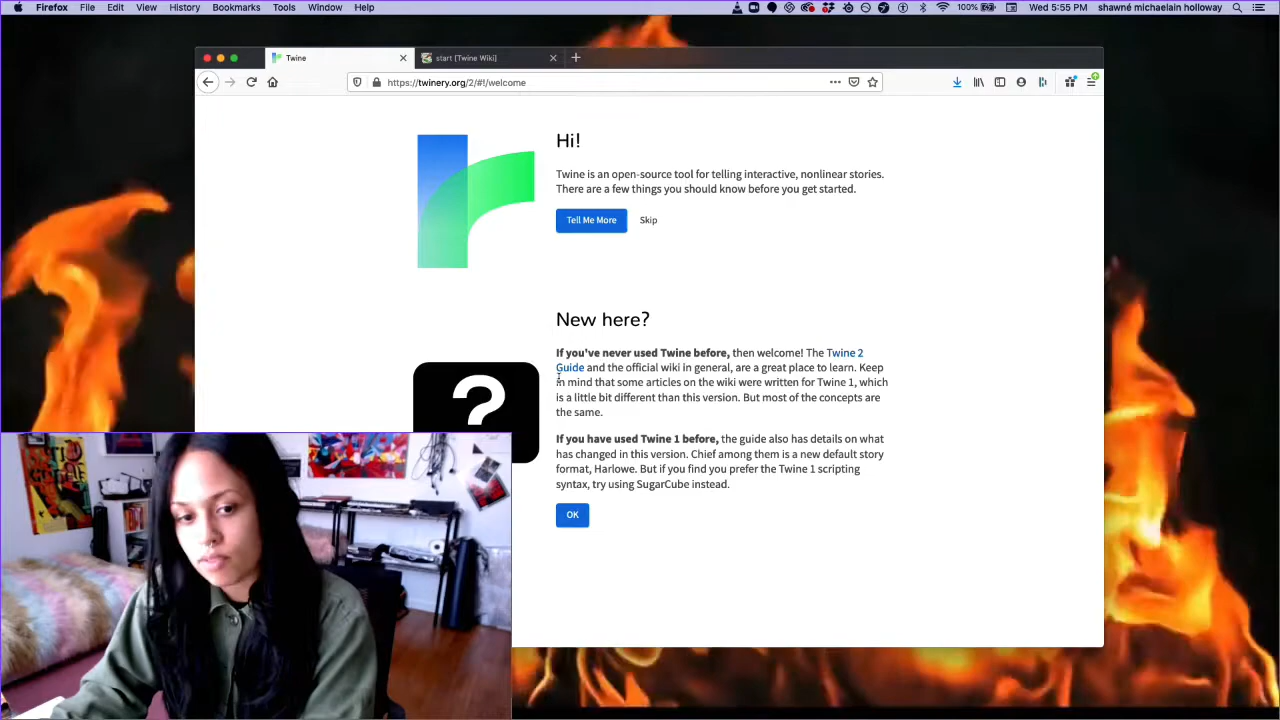 Firefox File Edit View History Bookmarks Tools Window Help 100% Wed 5:55 PM shawné michaelain holloway
Twine
start [Twine Wiki]
https://twinery.org/2/#!/welcome
Hi!
Twine is an open-source tool for telling interactive, nonlinear stories.
There are a few things you should know before you get started.
Tell Me More Skip
New here?
If you've never used Twine before, then welcome! The Twine 2
Guide and the official wiki in general, are a great place to learn. Keep
in mind that some articles on the wiki were written for Twine 1, which
is a little bit different than this version. But most of the concepts are
the same.
?
If you have used Twine 1 before, the guide also has details on what
has changed in this version. Chief among them is a new default story
format, Harlowe. But if you find you prefer the Twine 1 scripting
syntax, try using SugarCube instead.
OK